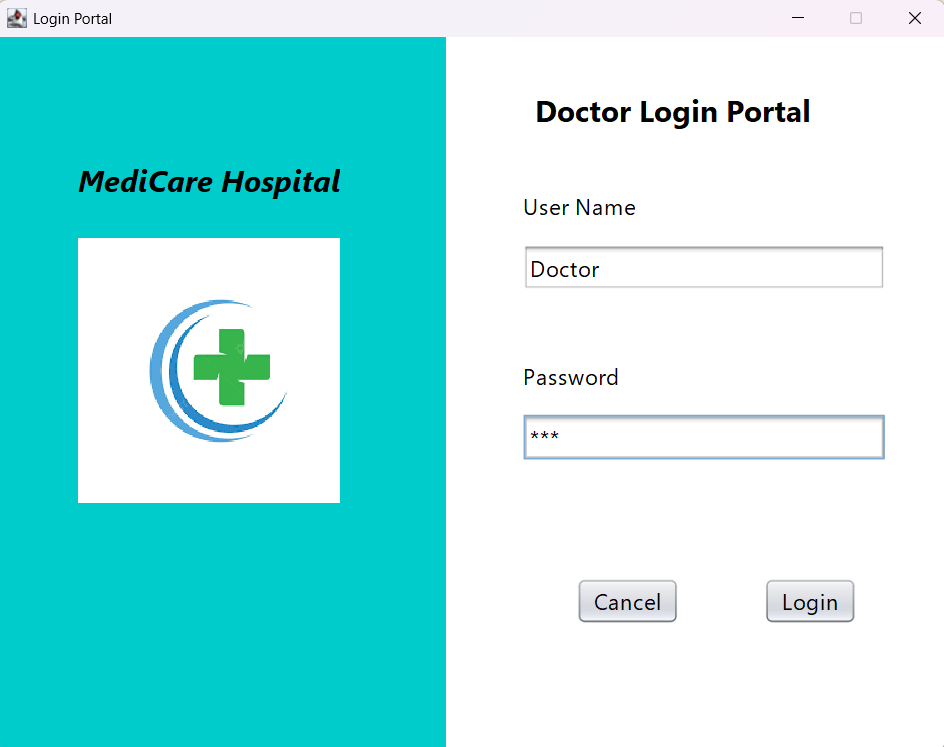 Login Portal
MediCare Hospital
Doctor Login Portal
User Name
Doctor
Password
***
Cancel
Login